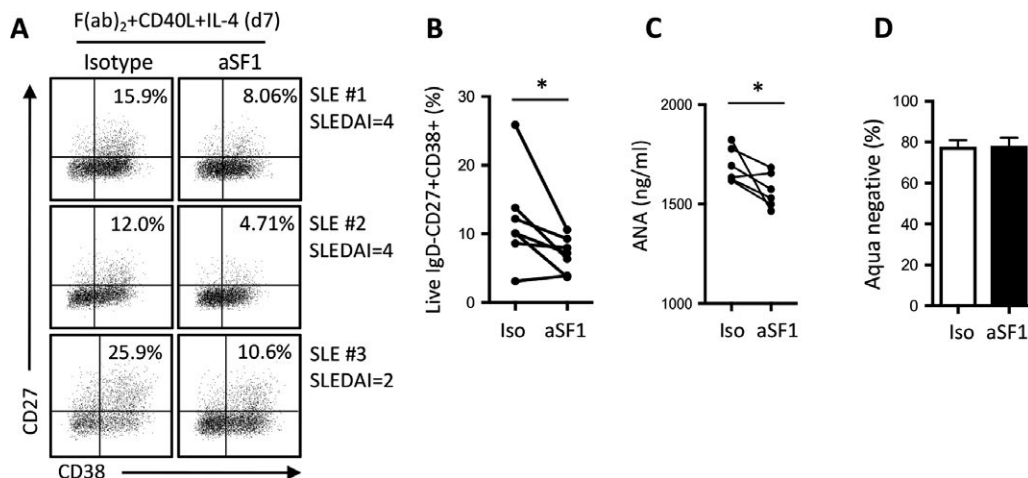 A
F(ab)₂+CD40L+IL-4 (d7)
Isotype
aSF1
15.9%
8.06%
SLE #1
SLEDAI=4
12.0%
4.71%
SLE #2
SLEDAI=4
25.9%
10.6%
SLE #3
SLEDAI=2
CD27
CD38
B
*
Live IgD-CD27+CD38+ (%)
30
20
10
0
Iso
aSF1
C
*
ANA (ng/ml)
2000
1500
1000
Iso
aSF1
D
Aqua negative (%)
100
80
60
40
20
0
Iso
aSF1